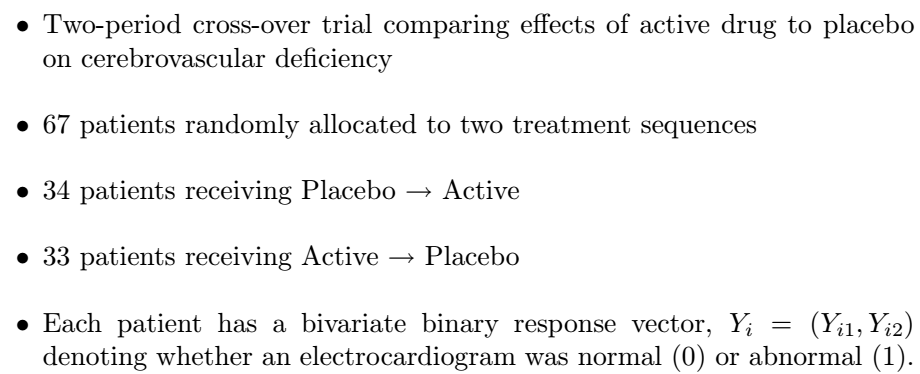 • Two-period cross-over trial comparing effects of active drug to placebo
on cerebrovascular deficiency
• 67 patients randomly allocated to two treatment sequences
• 34 patients receiving Placebo → Active
• 33 patients receiving Active → Placebo
• Each patient has a bivariate binary response vector, Y_i = (Y_{i1}, Y_{i2})
denoting whether an electrocardiogram was normal (0) or abnormal (1).